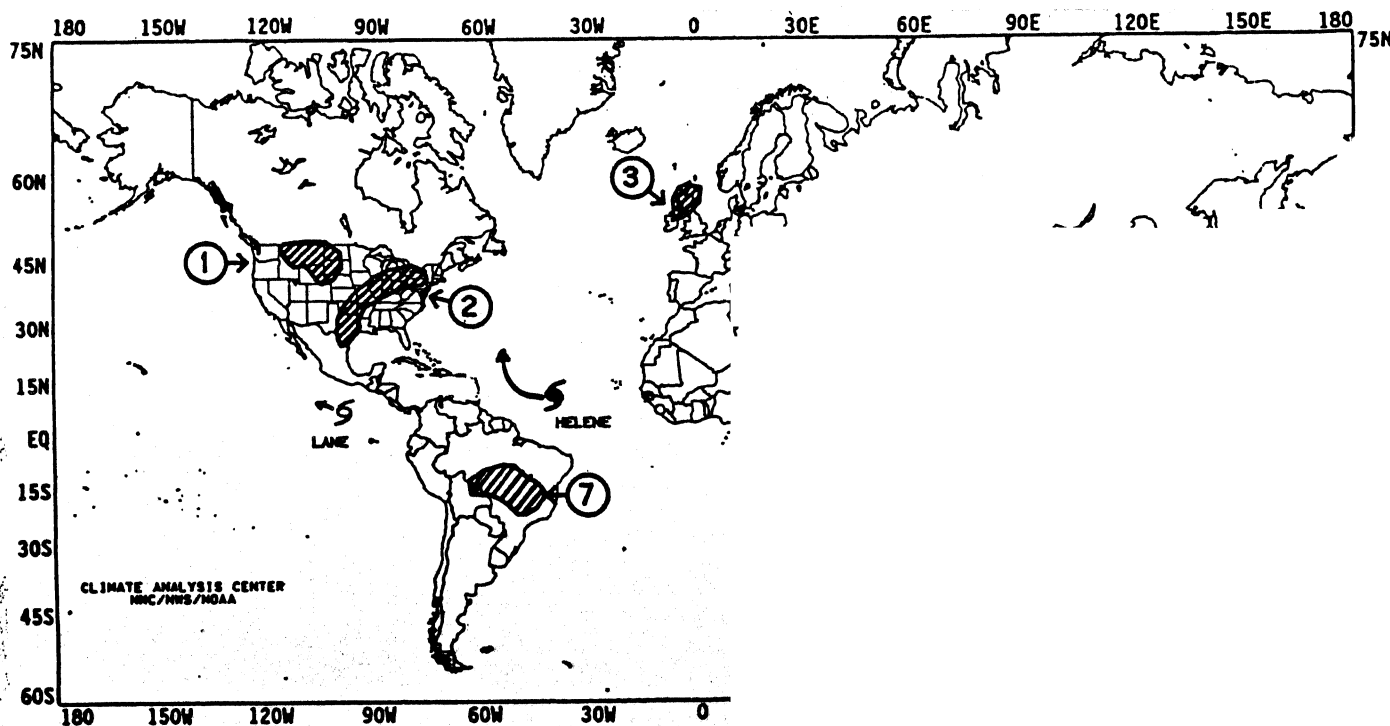 180 150W 120W 90W 60W 30W 0 30E 60E 90E 120E 150E 180
75N 75N
60N
3
1
45N
2
30N
15N
HELENE
LANE
EQ
15S
7
30S
CLIMATE ANALYSIS CENTER
NMC/NWS/NOAA
45S
60S
180 150W 120W 90W 60W 30W 0